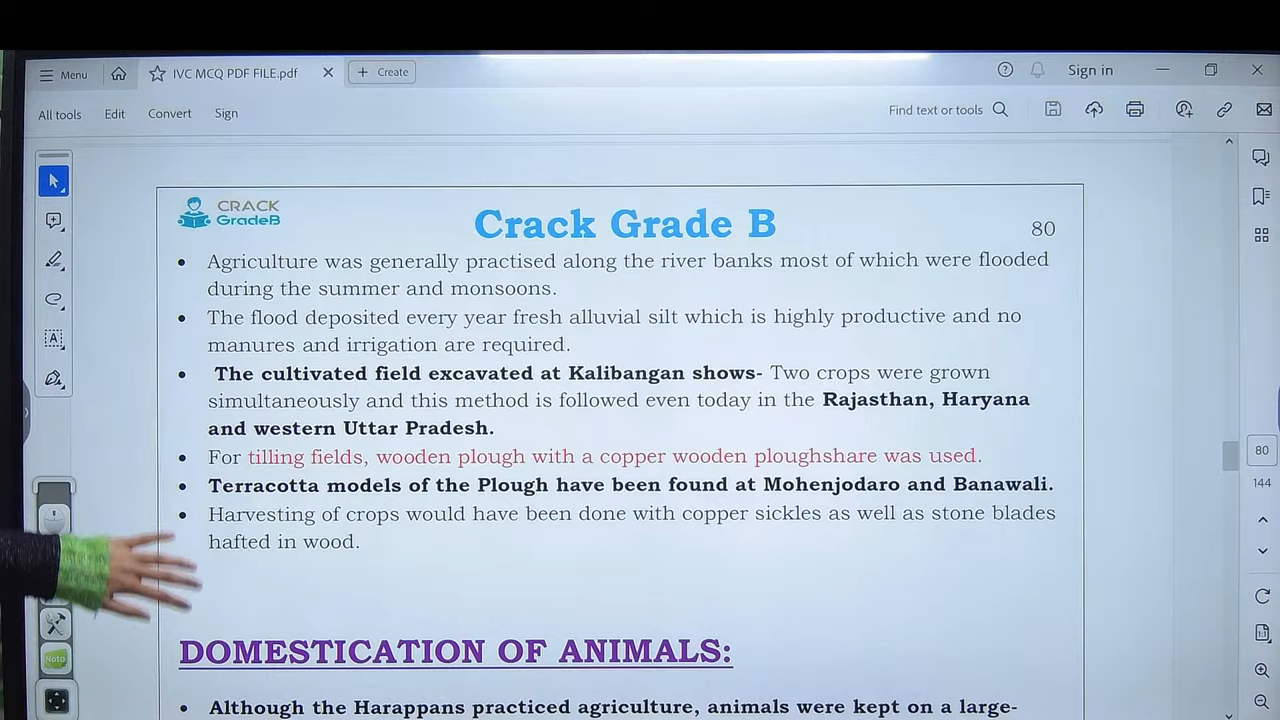 Menu
IVC MCQ PDF FILE.pdf
Create
Sign in
All tools
Edit
Convert
Sign
Find text or tools
CRACK
GradeB
Crack Grade B
80
• Agriculture was generally practised along the river banks most of which were flooded
during the summer and monsoons.
• The flood deposited every year fresh alluvial silt which is highly productive and no
manures and irrigation are required.
• The cultivated field excavated at Kalibangan shows- Two crops were grown
simultaneously and this method is followed even today in the Rajasthan, Haryana
and western Uttar Pradesh.
• For tilling fields, wooden plough with a copper wooden ploughshare was used.
• Terracotta models of the Plough have been found at Mohenjodaro and Banawali.
• Harvesting of crops would have been done with copper sickles as well as stone blades
hafted in wood.
DOMESTICATION OF ANIMALS:
• Although the Harappans practiced agriculture, animals were kept on a large-
80
144
Note